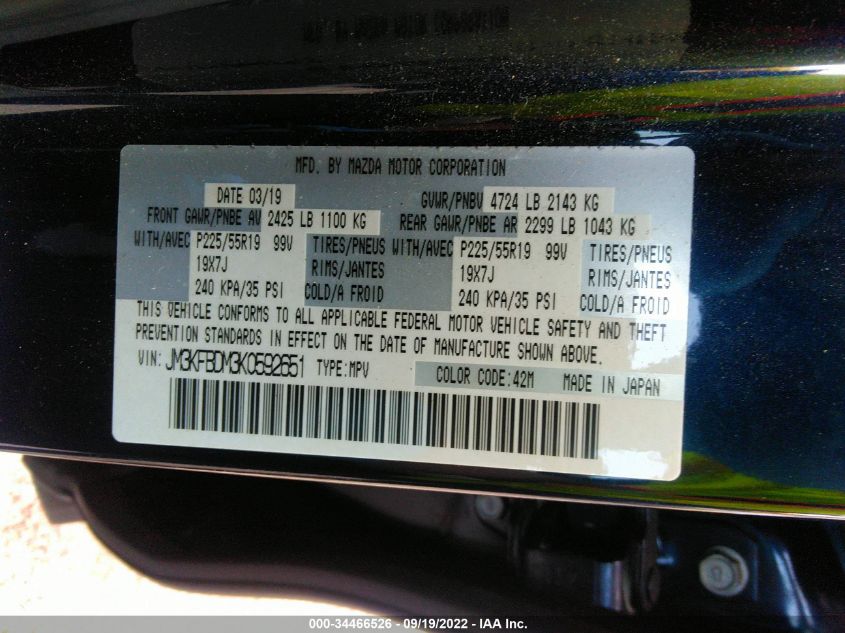 MFD. BY MAZDA MOTOR CORPORATION
DATE 03/19 GVWR/PNBV 4724 LB 2143 KG
FRONT GAWR/PNBE AV 2425 LB 1100 KG REAR GAWR/PNBE AR 2299 LB 1043 KG
WITH/AVEC P225/55R19 99V TIRES/PNEUS WITH/AVEC P225/55R19 99V TIRES/PNEUS
19X7J RIMS/JANTES 19X7J RIMS/JANTES
240 KPA/35 PSI COLD/A FROID 240 KPA/35 PSI COLD/A FROID
THIS VEHICLE CONFORMS TO ALL APPLICABLE FEDERAL MOTOR VEHICLE SAFETY AND THEFT
PREVENTION STANDARDS IN EFFECT ON THE DATE OF MANUFACTURE SHOWN ABOVE.
VIN: JM3KFBDM3K0592651 TYPE:MPV COLOR CODE:42M MADE IN JAPAN
000-34466526 - 09/19/2022 - IAA Inc.